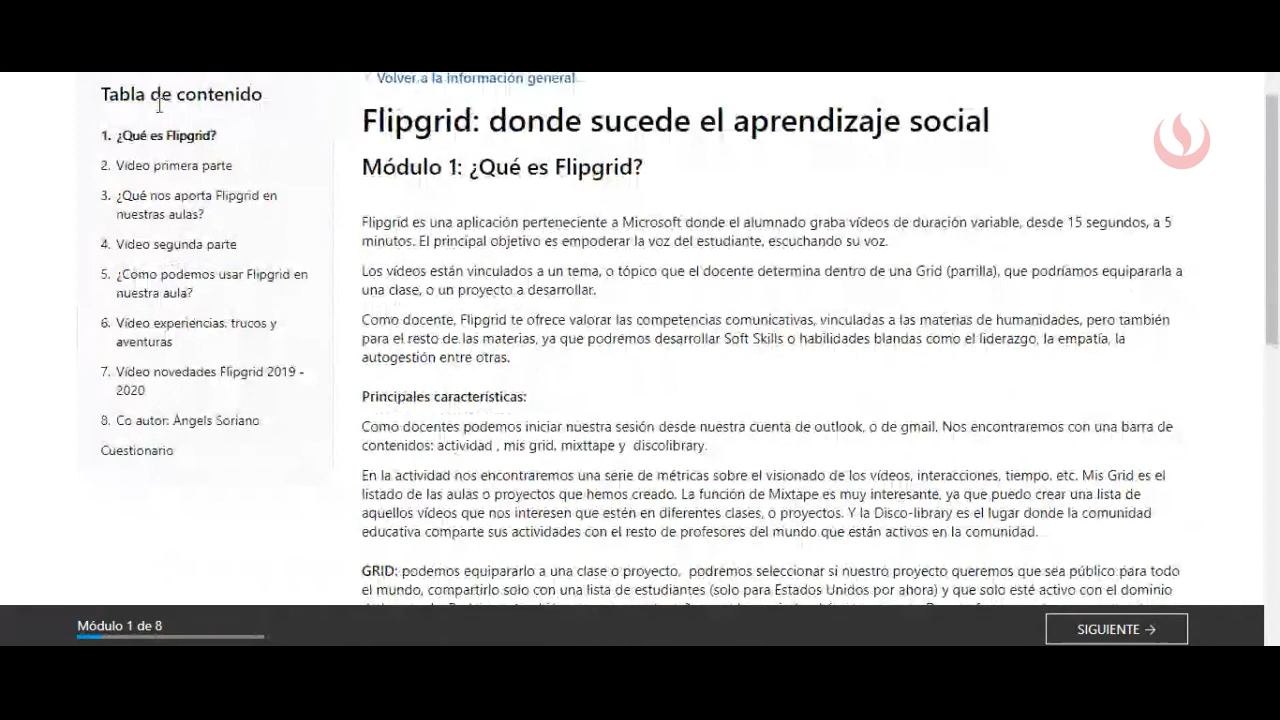 Tabla de contenido
1. ¿Qué es Flipgrid?
2. Vídeo primera parte
3. ¿Qué nos aporta Flipgrid en
nuestras aulas?
4. Vídeo segunda parte
5. ¿Cómo podemos usar Flipgrid en
nuestra aula?
6. Vídeo experiencias, trucos y
aventuras
7. Vídeo novedades Flipgrid 2019 -
2020
8. Co autor: Àngels Soriano
Cuestionario
Volver a la información general
Flipgrid: donde sucede el aprendizaje social
Módulo 1: ¿Qué es Flipgrid?
Flipgrid es una aplicación perteneciente a Microsoft donde el alumnado graba vídeos de duración variable, desde 15 segundos, a 5
minutos. El principal objetivo es empoderar la voz del estudiante, escuchando su voz.
Los vídeos están vinculados a un tema, o tópico que el docente determina dentro de una Grid (parrilla), que podríamos equipararla a
una clase, o un proyecto a desarrollar.
Como docente, Flipgrid te ofrece valorar las competencias comunicativas, vinculadas a las materias de humanidades, pero también
para el resto de las materias, ya que podremos desarrollar Soft Skills o habilidades blandas como el liderazgo, la empatía, la
autogestión entre otras.
Principales características:
Como docentes podemos iniciar nuestra sesión desde nuestra cuenta de outlook, o de gmail. Nos encontraremos con una barra de
contenidos: actividad , mis grid, mixttape y discolibrary.
En la actividad nos encontraremos una serie de métricas sobre el visionado de los vídeos, interacciones, tiempo, etc. Mis Grid es el
listado de las aulas o proyectos que hemos creado. La función de Mixtape es muy interesante, ya que puedo crear una lista de
aquellos vídeos que nos interesen que estén en diferentes clases, o proyectos. Y la Disco-library es el lugar donde la comunidad
educativa comparte sus actividades con el resto de profesores del mundo que están activos en la comunidad.
GRID: podemos equipararlo a una clase o proyecto, podremos seleccionar si nuestro proyecto queremos que sea público para todo
el mundo, compartirlo solo con una lista de estudiantes (solo para Estados Unidos por ahora) y que solo esté activo con el dominio
Módulo 1 de 8
SIGUIENTE →